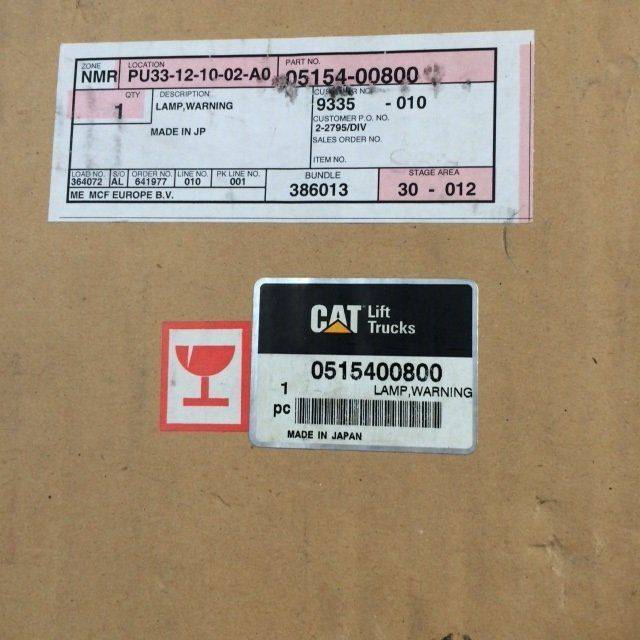 ZONE LOCATION PART NO.
NMR PU33-12-10-02-A0 05154-00800
QTY DESCRIPTION CUSTOMER NO.
1 LAMP,WARNING 9335 - 010
CUSTOMER P.O. NO.
MADE IN JP 2-2795/DIV
SALES ORDER NO.
ITEM NO.
LOAD NO. S/O ORDER NO. LINE NO. PK LINE NO. BUNDLE STAGE AREA
364072 AL 641977 010 001 386013 30 - 012
ME MCF EUROPE B.V.
CAT Lift Trucks
0515400800
1 LAMP,WARNING
pc
MADE IN JAPAN